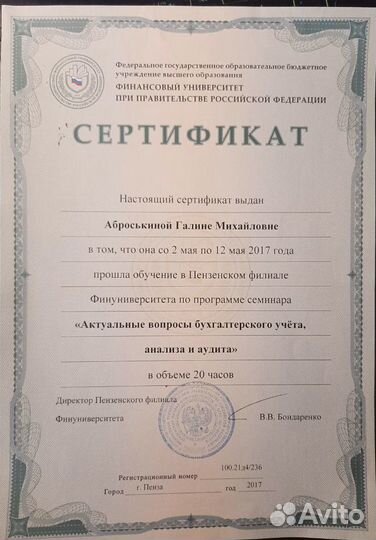 Федеральное государственное образовательное бюджетное
учреждение высшего образования
ФИНАНСОВЫЙ УНИВЕРСИТЕТ
ПРИ ПРАВИТЕЛЬСТВЕ РОССИЙСКОЙ ФЕДЕРАЦИИ
СЕРТИФИКАТ
Настоящий сертификат выдан
Аброськиной Галине Михайловне
в том, что она со 2 мая по 12 мая 2017 года
прошла обучение в Пензенском филиале
Финуниверситета по программе семинара
«Актуальные вопросы бухгалтерского учёта,
анализа и аудита»
в объеме 20 часов
Директор Пензенского филиала
Финуниверситета В.В. Бондаренко
Регистрационный номер 100.21д4/236
Город г. Пенза год 2017
Avito